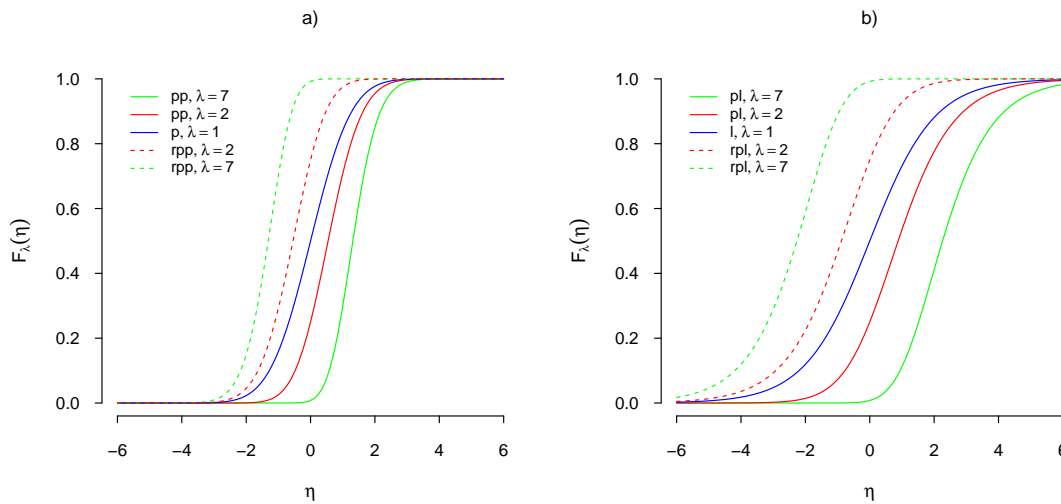 a)
1.0
0.8
0.6
0.4
0.2
0.0
Fλ(η)
pp, λ = 7
pp, λ = 2
p, λ = 1
rpp, λ = 2
rpp, λ = 7
−6 −4 −2 0 2 4 6
η
b)
1.0
0.8
0.6
0.4
0.2
0.0
Fλ(η)
pl, λ = 7
pl, λ = 2
l, λ = 1
rpl, λ = 2
rpl, λ = 7
−6 −4 −2 0 2 4 6
η